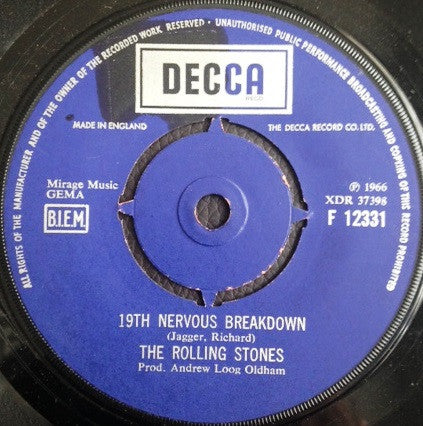 ALL RIGHTS OF THE MANUFACTURER AND OF THE OWNER OF THE RECORDED WORK RESERVED • UNAUTHORISED PUBLIC PERFORMANCE BROADCASTING AND COPYING OF THIS RECORD PROHIBITED
DECCA
MADE IN ENGLAND
THE DECCA RECORD CO. LTD.
Mirage Music
GEMA
B.I.E.M.
Ⓟ 1966
XDR 37398
F 12331
19TH NERVOUS BREAKDOWN
(Jagger, Richard)
THE ROLLING STONES
Prod. Andrew Loog Oldham